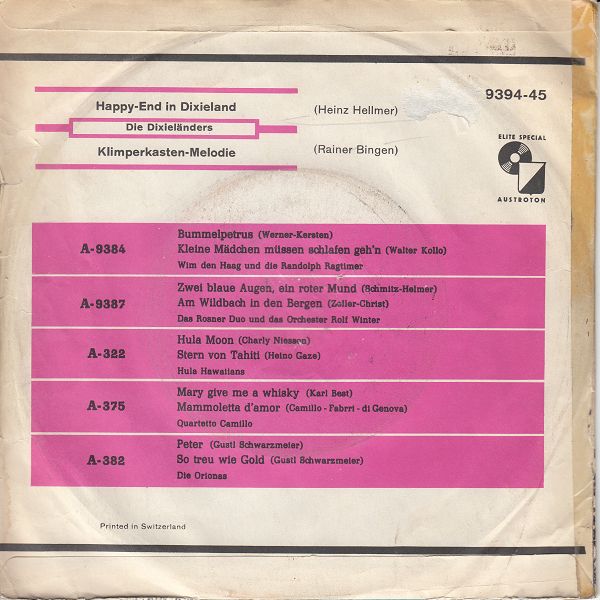 9394-45
Happy-End in Dixieland (Heinz Hellmer)
Die Dixieländers
Klimperkasten-Melodie (Rainer Bingen)
ELITE SPECIAL
AUSTROTON
A-9384
Bummelpetrus (Werner-Kersten)
Kleine Mädchen müssen schlafen geh'n (Walter Kollo)
Wim den Haag und die Randolph Ragtimer
A-9387
Zwei blaue Augen, ein roter Mund (Schmitz-Helmer)
Am Wildbach in den Bergen (Zoller-Christ)
Das Rosner Duo und das Orchester Rolf Winter
A-322
Hula Moon (Charly Niessen)
Stern von Tahiti (Heino Gaze)
Hula Hawaiians
A-375
Mary give me a whisky (Karl Best)
Mammoletta d'amor (Camillo - Fabrri - di Genova)
Quartetto Camillo
A-382
Peter (Gustl Schwarzmeier)
So treu wie Gold (Gustl Schwarzmeier)
Die Orionas
Printed in Switzerland